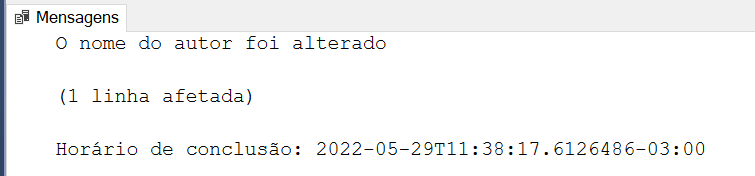 Mensagens
O nome do autor foi alterado
(1 linha afetada)
Horário de conclusão: 2022-05-29T11:38:17.6126486-03:00